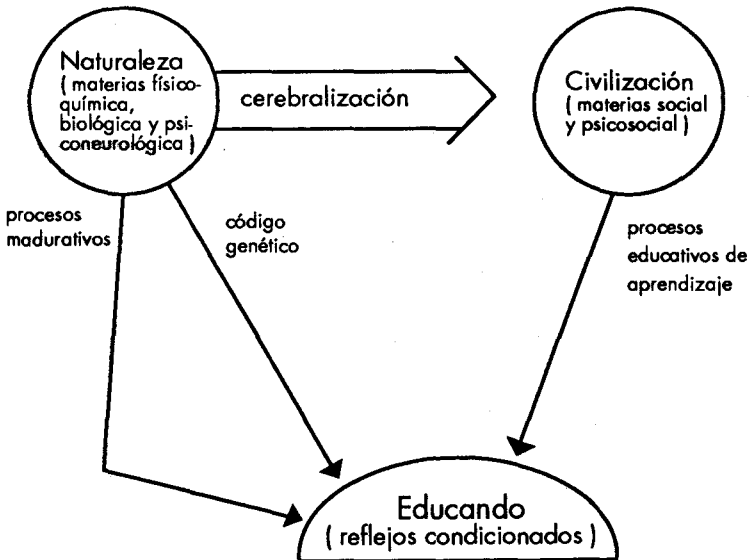 Naturaleza
( materias físico-
química,
biológica y psi-
coneurológica )
cerebralización
Civilización
( materias social
y psicosocial )
procesos
madurativos
código
genético
procesos
educativos de
aprendizaje
Educando
( reflejos condicionados )